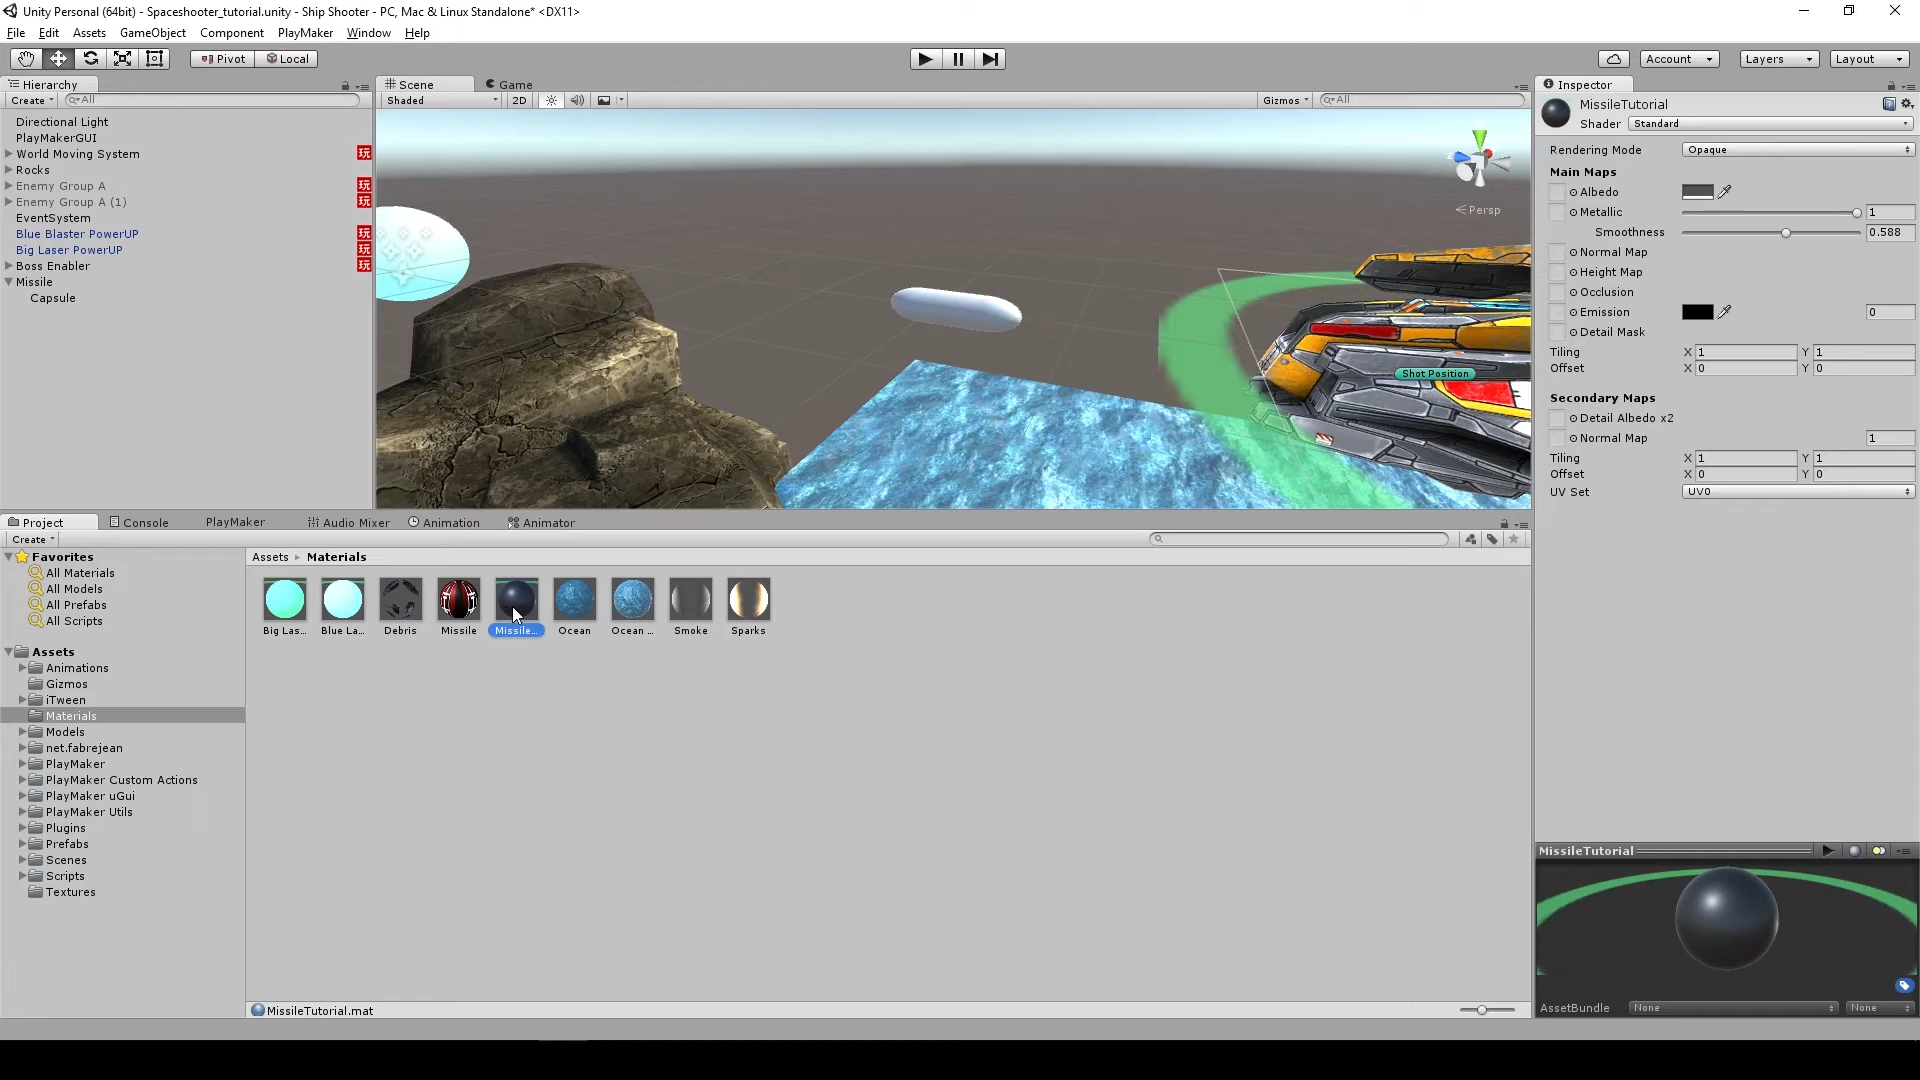 Unity Personal (64bit) - Spaceshooter_tutorial.unity - Ship Shooter - PC, Mac & Linux Standalone* <DX11>
File Edit Assets GameObject Component PlayMaker Window Help
Pivot Local Account Layers Layout
Hierarchy
Create All
Directional Light
PlayMakerGUI
World Moving System 玩
Rocks
Enemy Group A 玩
Enemy Group A (1) 玩
EventSystem
Blue Blaster PowerUP 玩
Big Laser PowerUP 玩
Boss Enabler 玩
Missile
Capsule
Scene Game
Shaded 2D Gizmos All
Persp
Shot Position
Inspector
MissileTutorial
Shader Standard
Rendering Mode Opaque
Main Maps
Albedo
Metallic 1
Smoothness 0.588
Normal Map
Height Map
Occlusion
Emission 0
Detail Mask
Tiling X 1 Y 1
Offset X 0 Y 0
Secondary Maps
Detail Albedo x2
Normal Map 1
Tiling X 1 Y 1
Offset X 0 Y 0
UV Set UV0
Project Console PlayMaker Audio Mixer Animation Animator
Create
Favorites
All Materials
All Models
All Prefabs
All Scripts
Assets
Animations
Gizmos
iTween
Materials
Models
net.fabrejean
PlayMaker
PlayMaker Custom Actions
PlayMaker uGui
PlayMaker Utils
Plugins
Prefabs
Scenes
Scripts
Textures
Assets Materials
Big Las... Blue La... Debris Missile Missile... Ocean Ocean ... Smoke Sparks
MissileTutorial.mat
MissileTutorial
AssetBundle None None